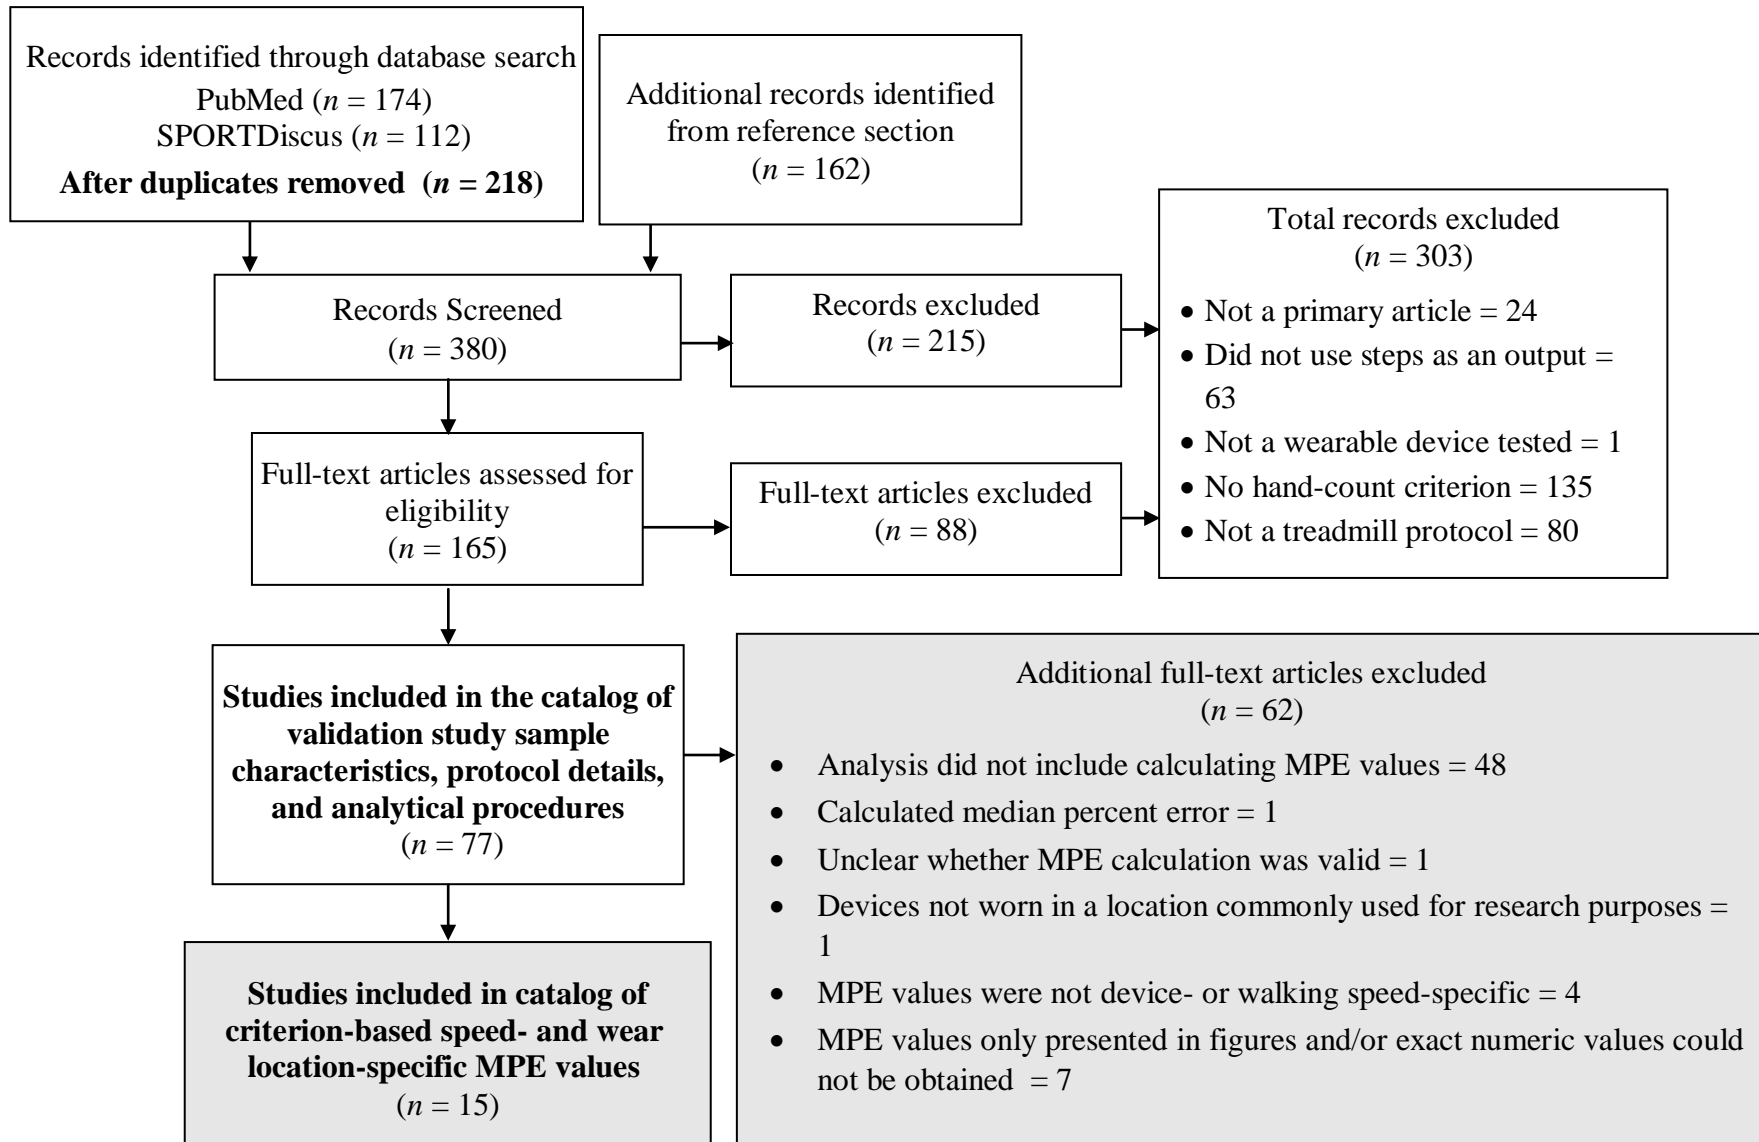 Records identified through database search
PubMed (n = 174)
SPORTDiscus (n = 112)
After duplicates removed (n = 218)
Additional records identified
from reference section
(n = 162)
Records Screened
(n = 380)
Records excluded
(n = 215)
Total records excluded
(n = 303)
• Not a primary article = 24
• Did not use steps as an output =
63
• Not a wearable device tested = 1
• No hand-count criterion = 135
• Not a treadmill protocol = 80
Full-text articles assessed for
eligibility
(n = 165)
Full-text articles excluded
(n = 88)
Studies included in the catalog of
validation study sample
characteristics, protocol details,
and analytical procedures
(n = 77)
Additional full-text articles excluded
(n = 62)
• Analysis did not include calculating MPE values = 48
• Calculated median percent error = 1
• Unclear whether MPE calculation was valid = 1
• Devices not worn in a location commonly used for research purposes =
1
• MPE values were not device- or walking speed-specific = 4
• MPE values only presented in figures and/or exact numeric values could
not be obtained = 7
Studies included in catalog of
criterion-based speed- and wear
location-specific MPE values
(n = 15)